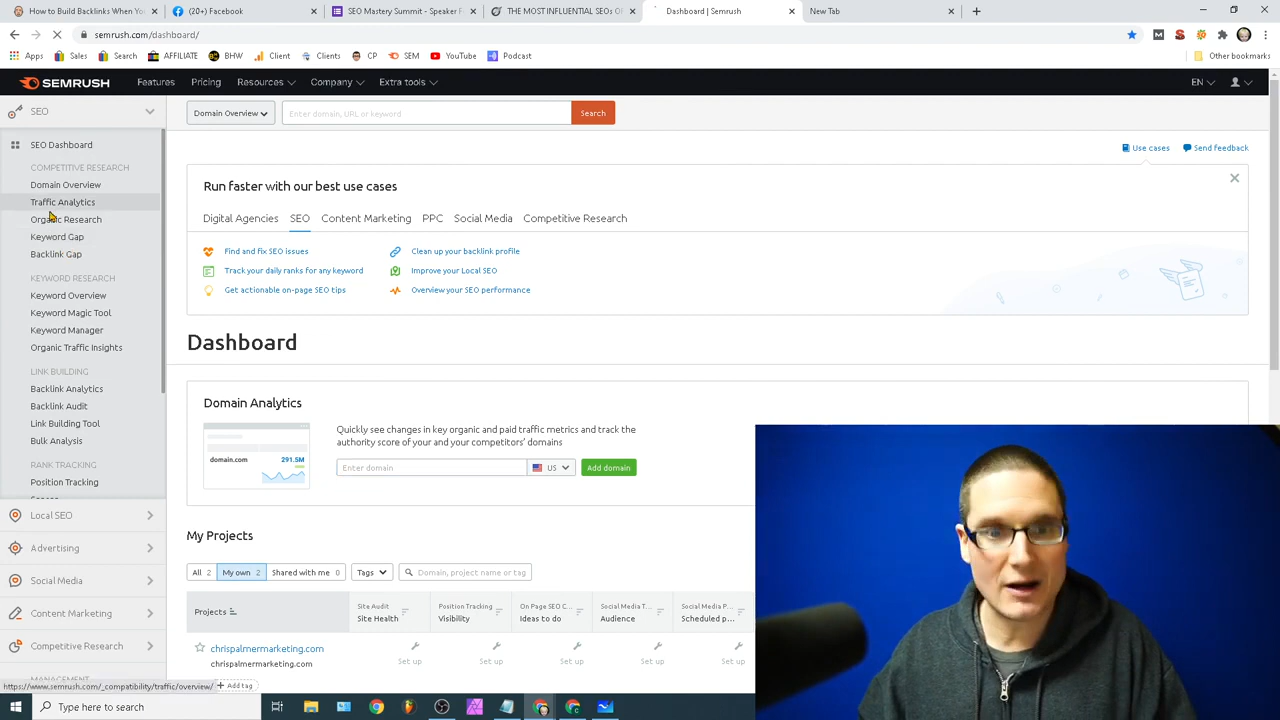 How to Build Backlinks When You
(20+) Facebook
SEO Mastery Summit - Speaker F
THE MOST INFLUENTIAL SEOs OF
Dashboard | Semrush
New Tab
semrush.com/dashboard/
Apps
Sales
Search
AFFILIATE
BHW
Client
Clients
CP
SEM
YouTube
Podcast
Other bookmarks
SEMRUSH
Features
Pricing
Resources
Company
Extra tools
EN
SEO
Domain Overview
Enter domain, URL or keyword
Search
SEO Dashboard
COMPETITIVE RESEARCH
Domain Overview
Traffic Analytics
Organic Research
Keyword Gap
Backlink Gap
KEYWORD RESEARCH
Keyword Overview
Keyword Magic Tool
Keyword Manager
Organic Traffic Insights
LINK BUILDING
Backlink Analytics
Backlink Audit
Link Building Tool
Bulk Analysis
RANK TRACKING
Position Tracking
Local SEO
Advertising
Social Media
Content Marketing
Competitive Research
Use cases
Send feedback
Run faster with our best use cases
Digital Agencies
SEO
Content Marketing
PPC
Social Media
Competitive Research
Find and fix SEO issues
Clean up your backlink profile
Track your daily ranks for any keyword
Improve your Local SEO
Get actionable on-page SEO tips
Overview your SEO performance
Dashboard
Domain Analytics
domain.com
291.5M
Quickly see changes in key organic and paid traffic metrics and track the
authority score of your and your competitors' domains
Enter domain
US
Add domain
My Projects
All 2
My own 2
Shared with me 0
Tags
Domain, project name or tag
Projects
Site Audit
Site Health
Position Tracking
Visibility
On Page SEO C...
Ideas to do
Social Media T...
Audience
Social Media P...
Scheduled p...
chrispalmermarketing.com
chrispalmermarketing.com
Set up
Set up
Set up
Set up
Set up
Add tag
https://www.semrush.com/_compatibility/traffic/overview/
Type here to search